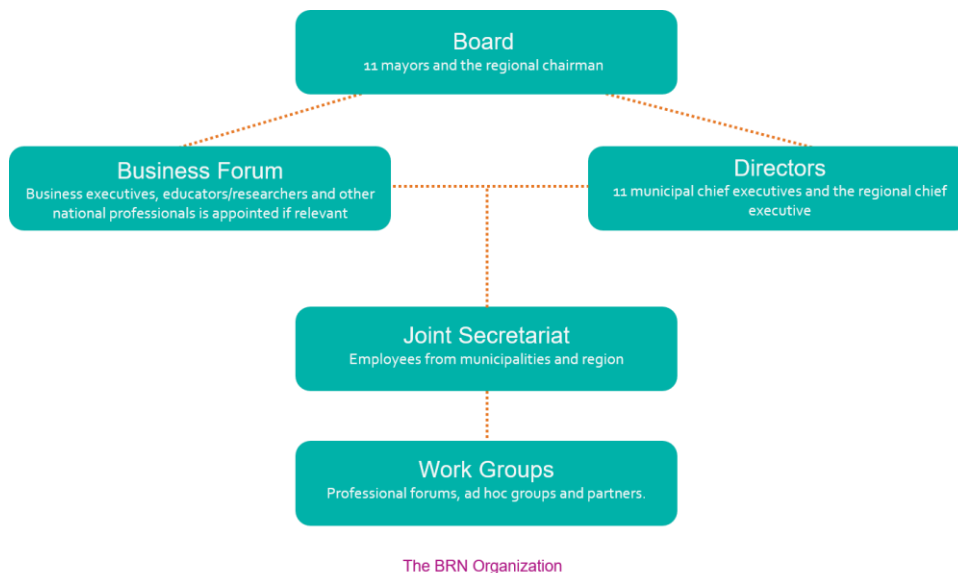 Board
11 mayors and the regional chairman
Business Forum
Business executives, educators/researchers and other
national professionals is appointed if relevant
Directors
11 municipal chief executives and the regional chief
executive
Joint Secretariat
Employees from municipalities and region
Work Groups
Professional forums, ad hoc groups and partners.
The BRN Organization